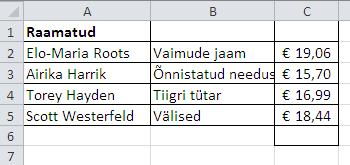 A B C
1 Raamatud
2 Elo-Maria Roots Vaimude jaam € 19,06
3 Airika Harrik Õnnistatud needus € 15,70
4 Torey Hayden Tiigri tütar € 16,99
5 Scott Westerfeld Välised € 18,44
6
7